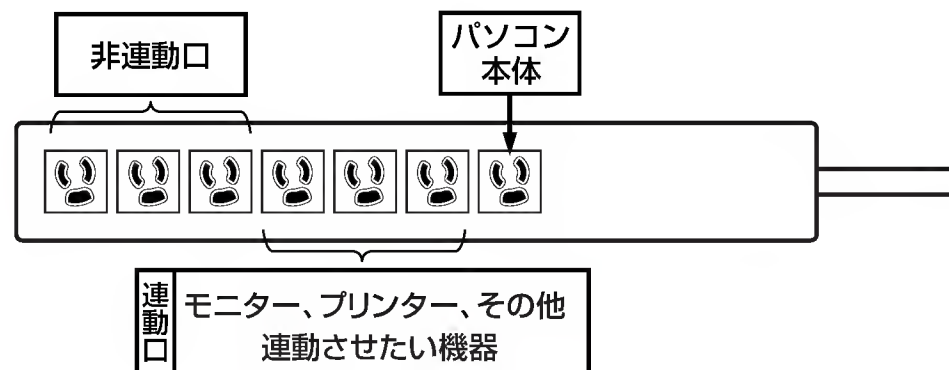 非連動口
パソコン
本体
連動口
モニター、プリンター、その他
連動させたい機器